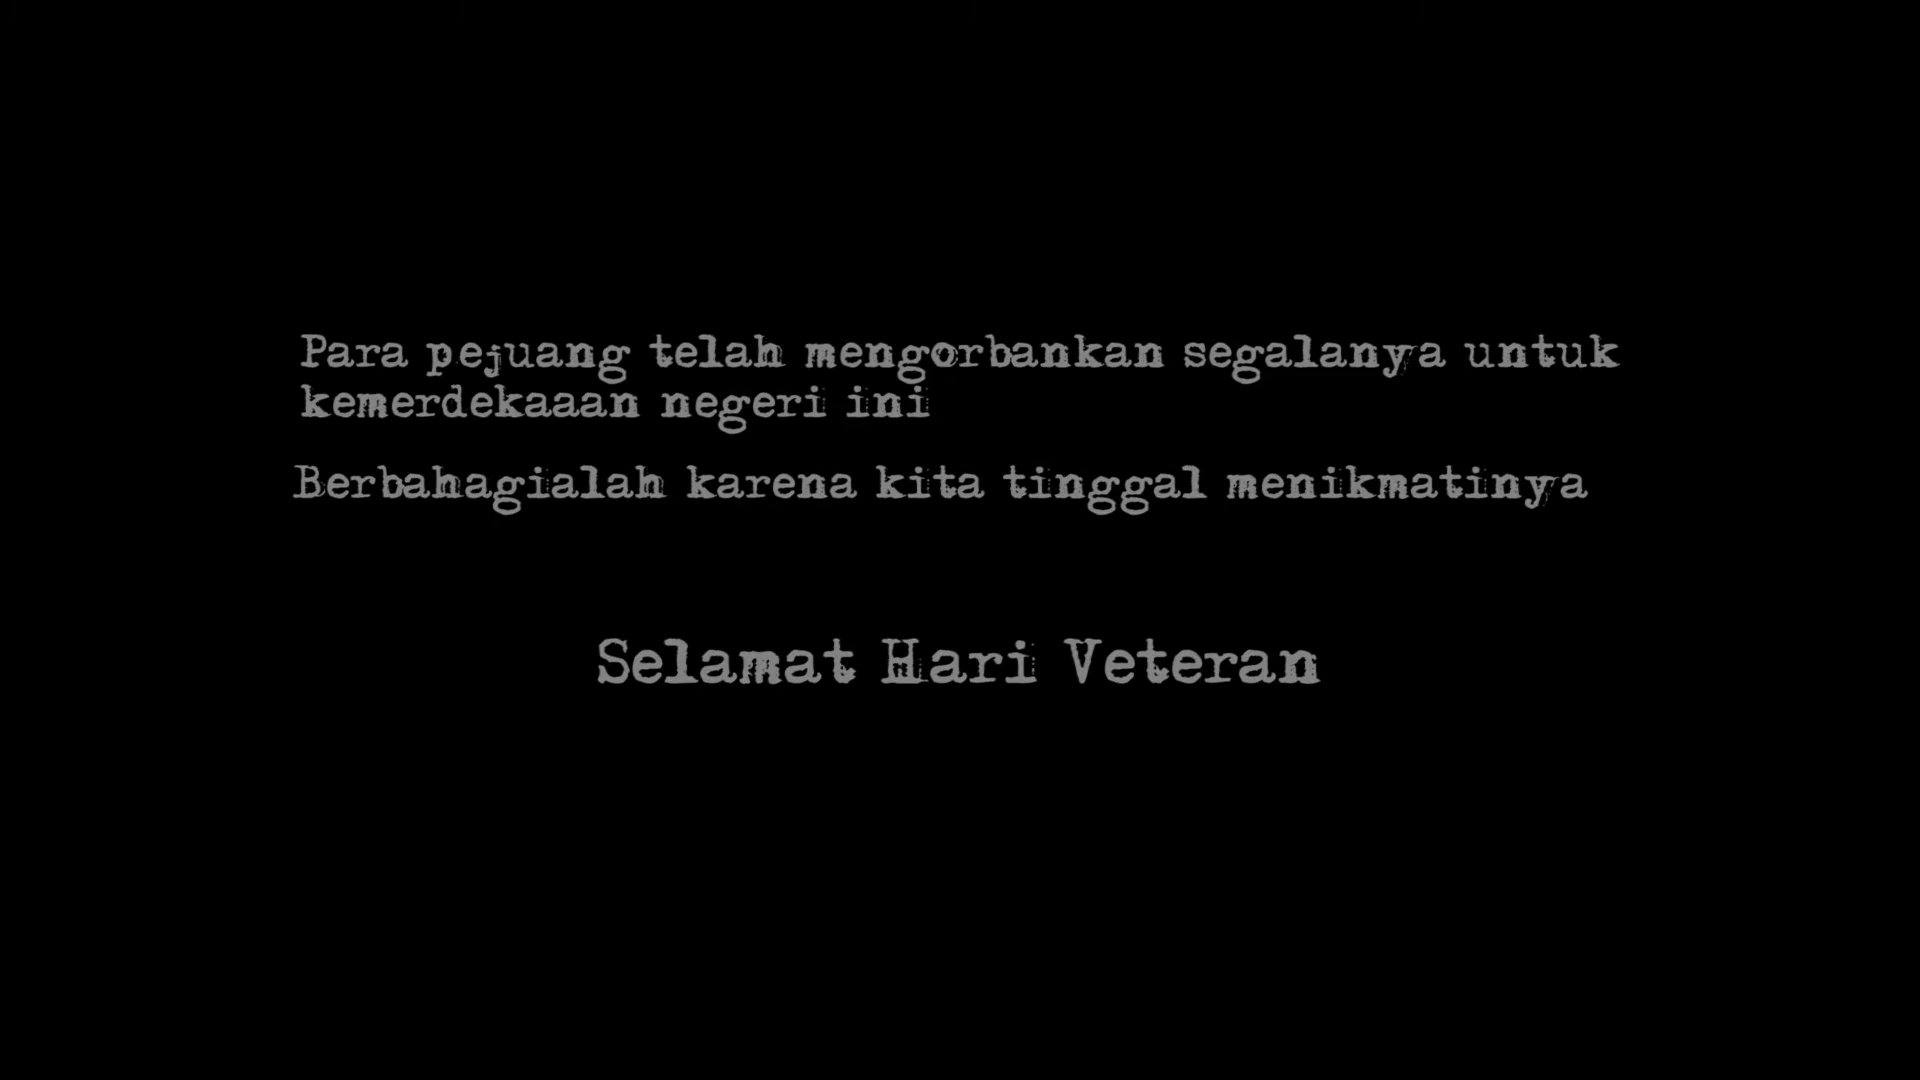 Para pejuang telah mengorbankan segalanya untuk
kemerdekaaan negeri ini
Berbahagialah karena kita tinggal menikmatinya
Selamat Hari Veteran